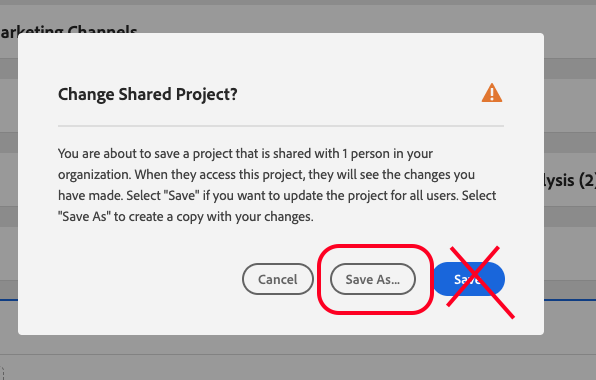 Marketing Channels
Change Shared Project?
You are about to save a project that is shared with 1 person in your
organization. When they access this project, they will see the changes you
have made. Select "Save" if you want to update the project for all users. Select
"Save As" to create a copy with your changes.
lysis (2)
Cancel
Save As...
Save